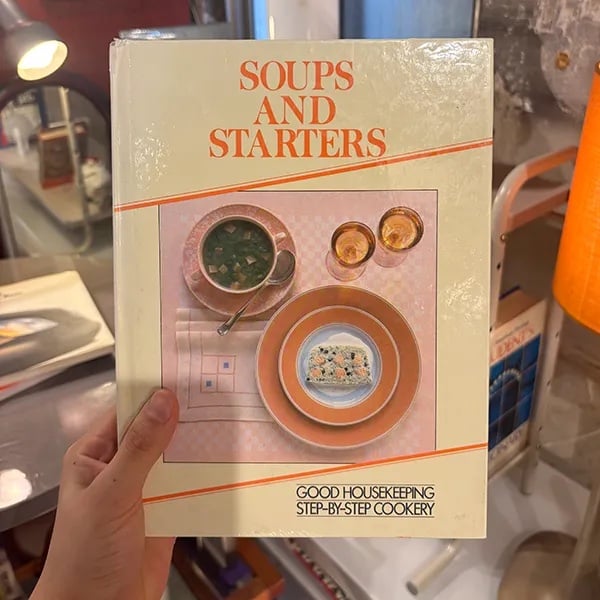 SOUPS
AND
STARTERS
GOOD HOUSEKEEPING
STEP-BY-STEP COOKERY